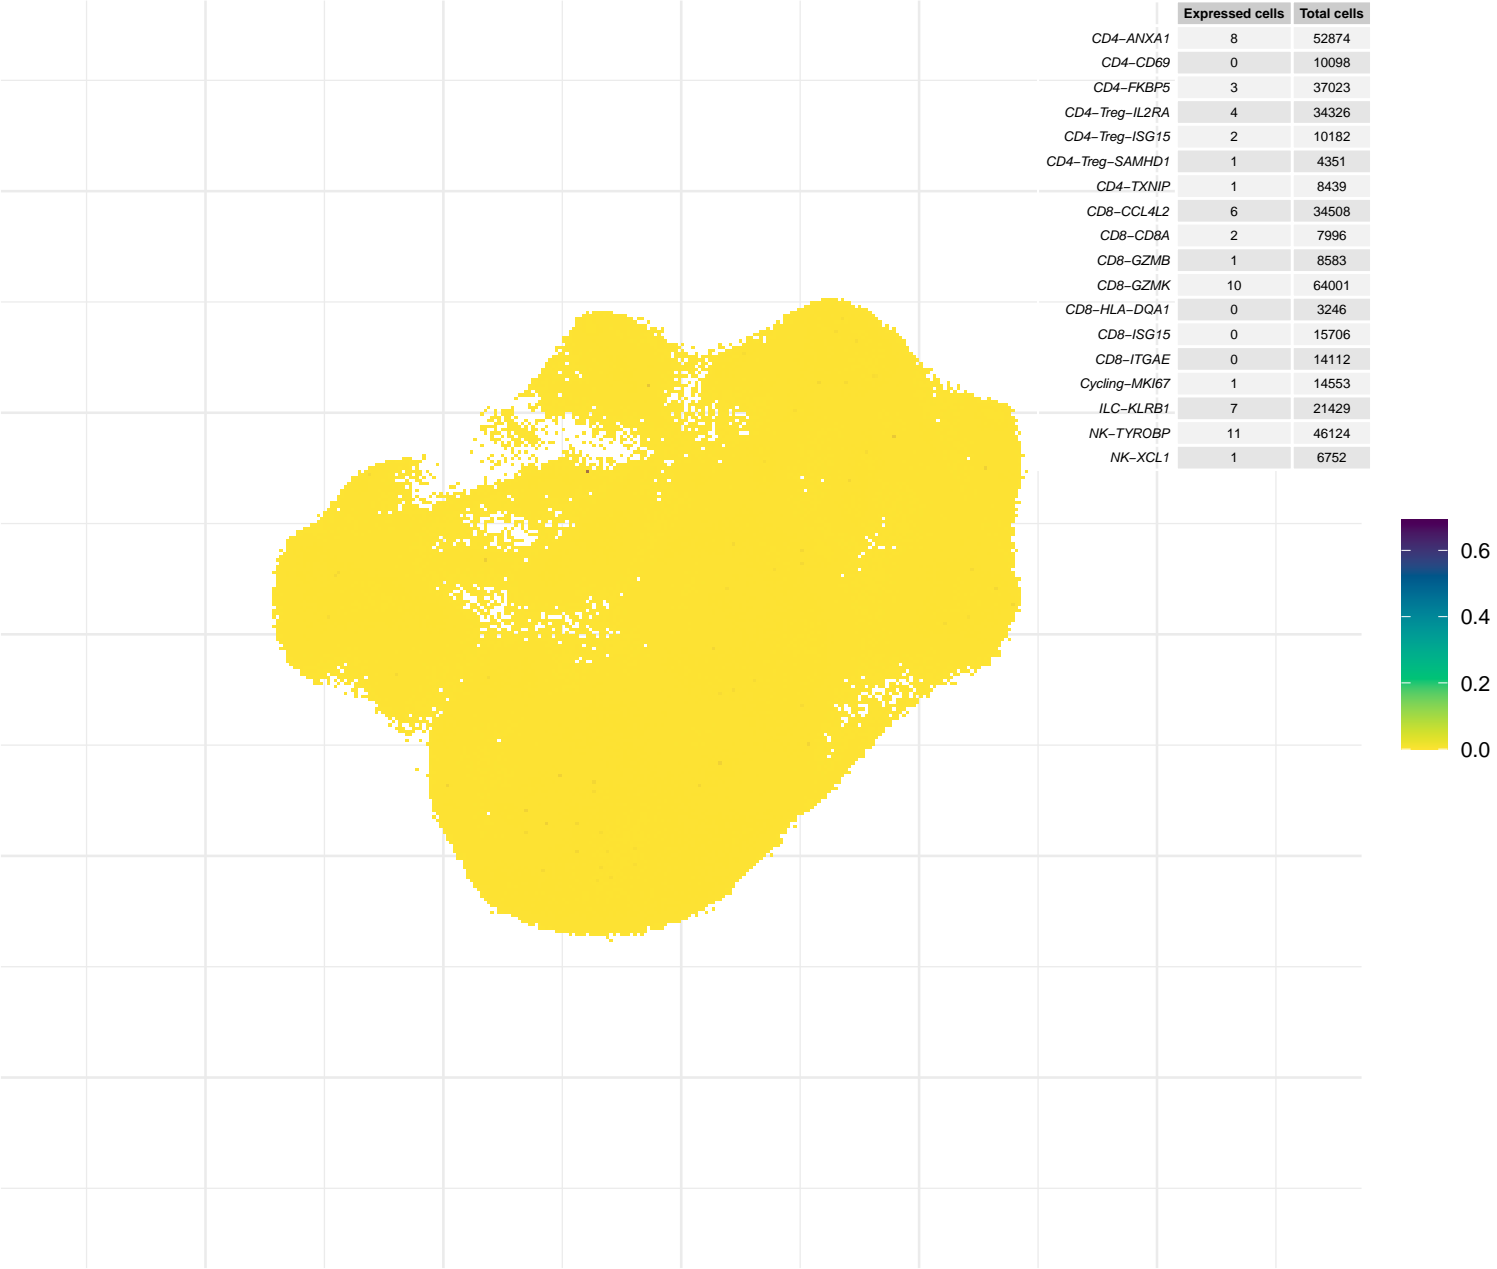 Expressed cells Total cells
CD4−ANXA1 8 52874
CD4−CD69 0 10098
CD4−FKBP5 3 37023
CD4−Treg−IL2RA 4 34326
CD4−Treg−ISG15 2 10182
CD4−Treg−SAMHD1 1 4351
CD4−TXNIP 1 8439
CD8−CCL4L2 6 34508
CD8−CD8A 2 7996
CD8−GZMB 1 8583
CD8−GZMK 10 64001
CD8−HLA−DQA1 0 3246
CD8−ISG15 0 15706
CD8−ITGAE 0 14112
Cycling−MKI67 1 14553
ILC−KLRB1 7 21429
NK−TYROBP 11 46124
NK−XCL1 1 6752
0.6
0.4
0.2
0.0